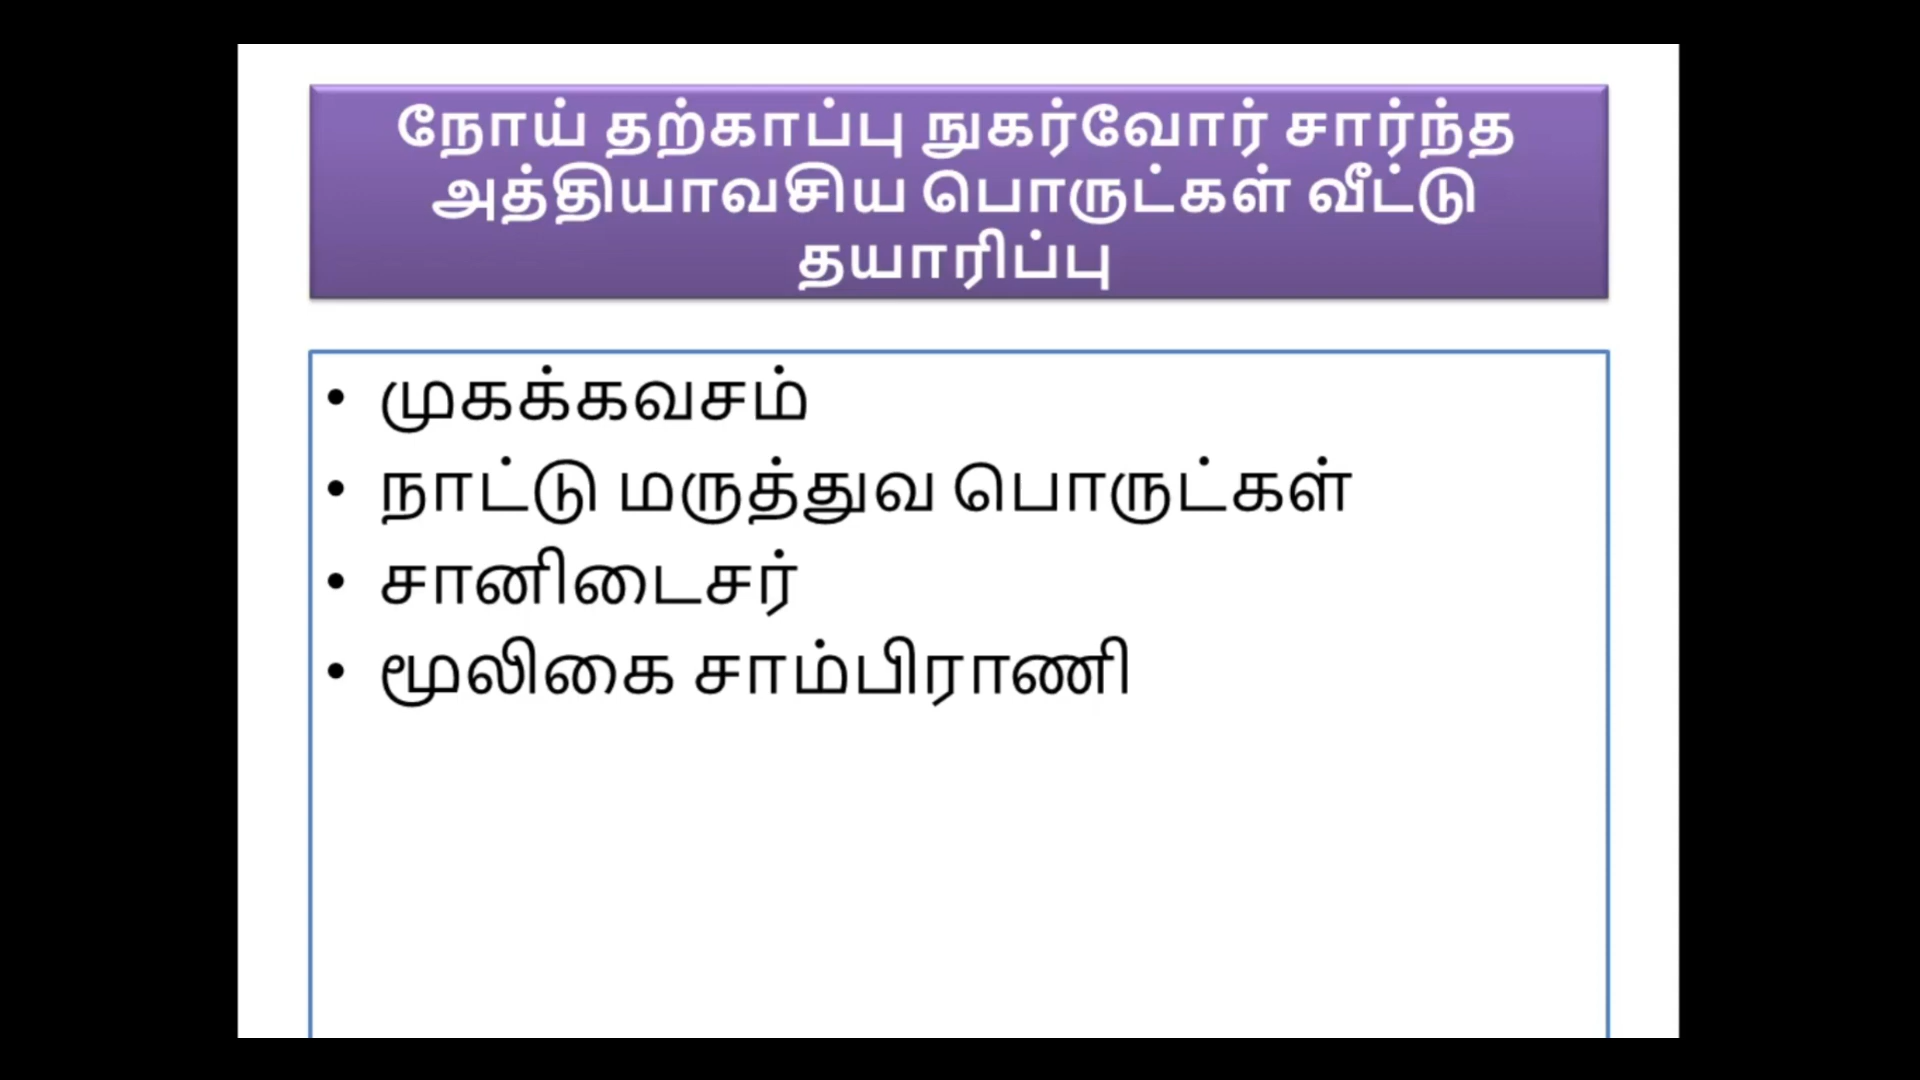 நோய் தற்காப்பு நுகர்வோர் சார்ந்த
அத்தியாவசிய பொருட்கள் வீட்டு
தயாரிப்பு
• முகக்கவசம்
• நாட்டு மருத்துவ பொருட்கள்
• சானிடைசர்
• மூலிகை சாம்பிராணி